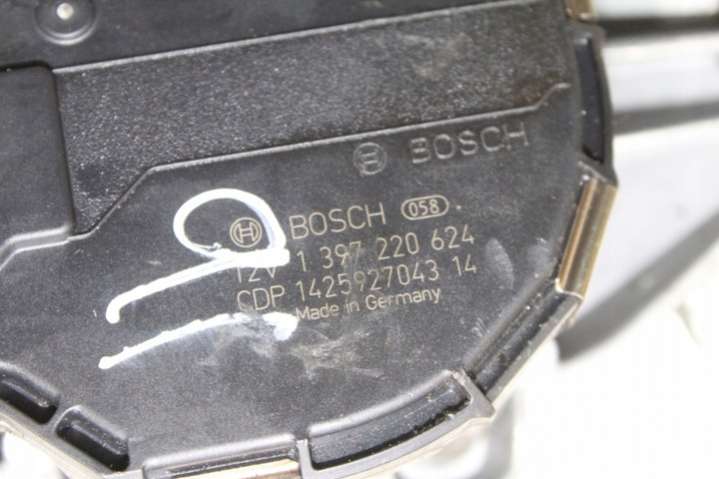 BOSCH
BOSCH 058
12V 1 397 220 624
CDP 1425927043 14
Made in Germany